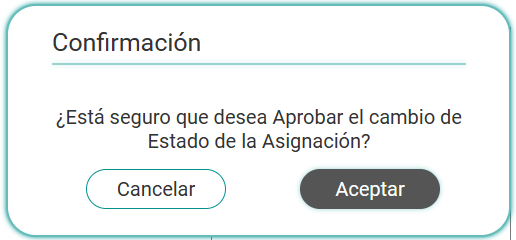 Confirmación
¿Está seguro que desea Aprobar el cambio de
Estado de la Asignación?
Cancelar
Aceptar